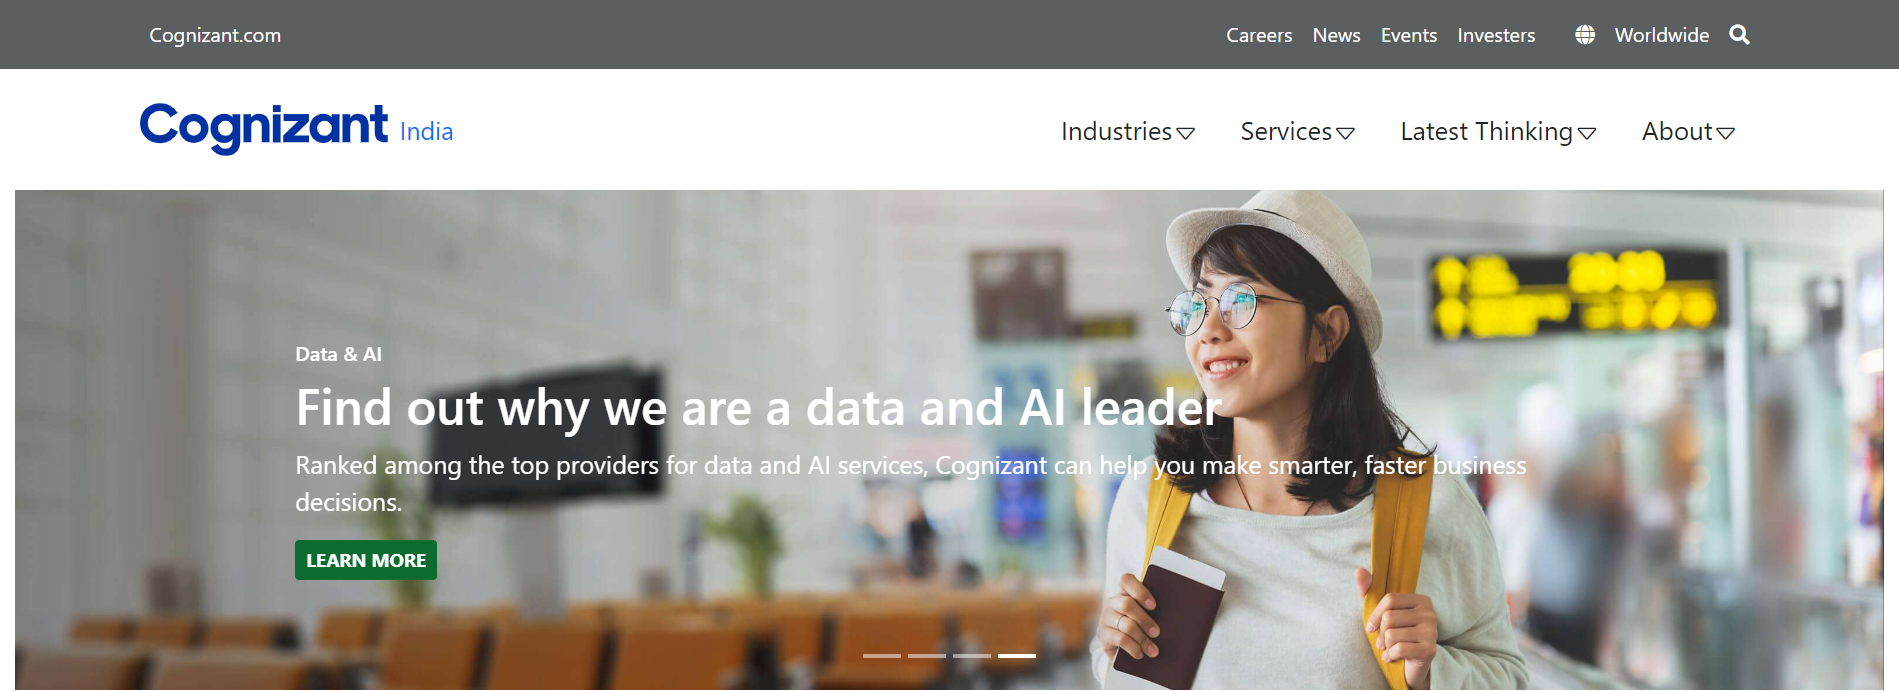 Cognizant.com
Careers News Events Investers Worldwide
Cognizant India
Industries Services Latest Thinking About
Data & AI
Find out why we are a data and AI leader
Ranked among the top providers for data and AI services, Cognizant can help you make smarter, faster business
decisions.
LEARN MORE